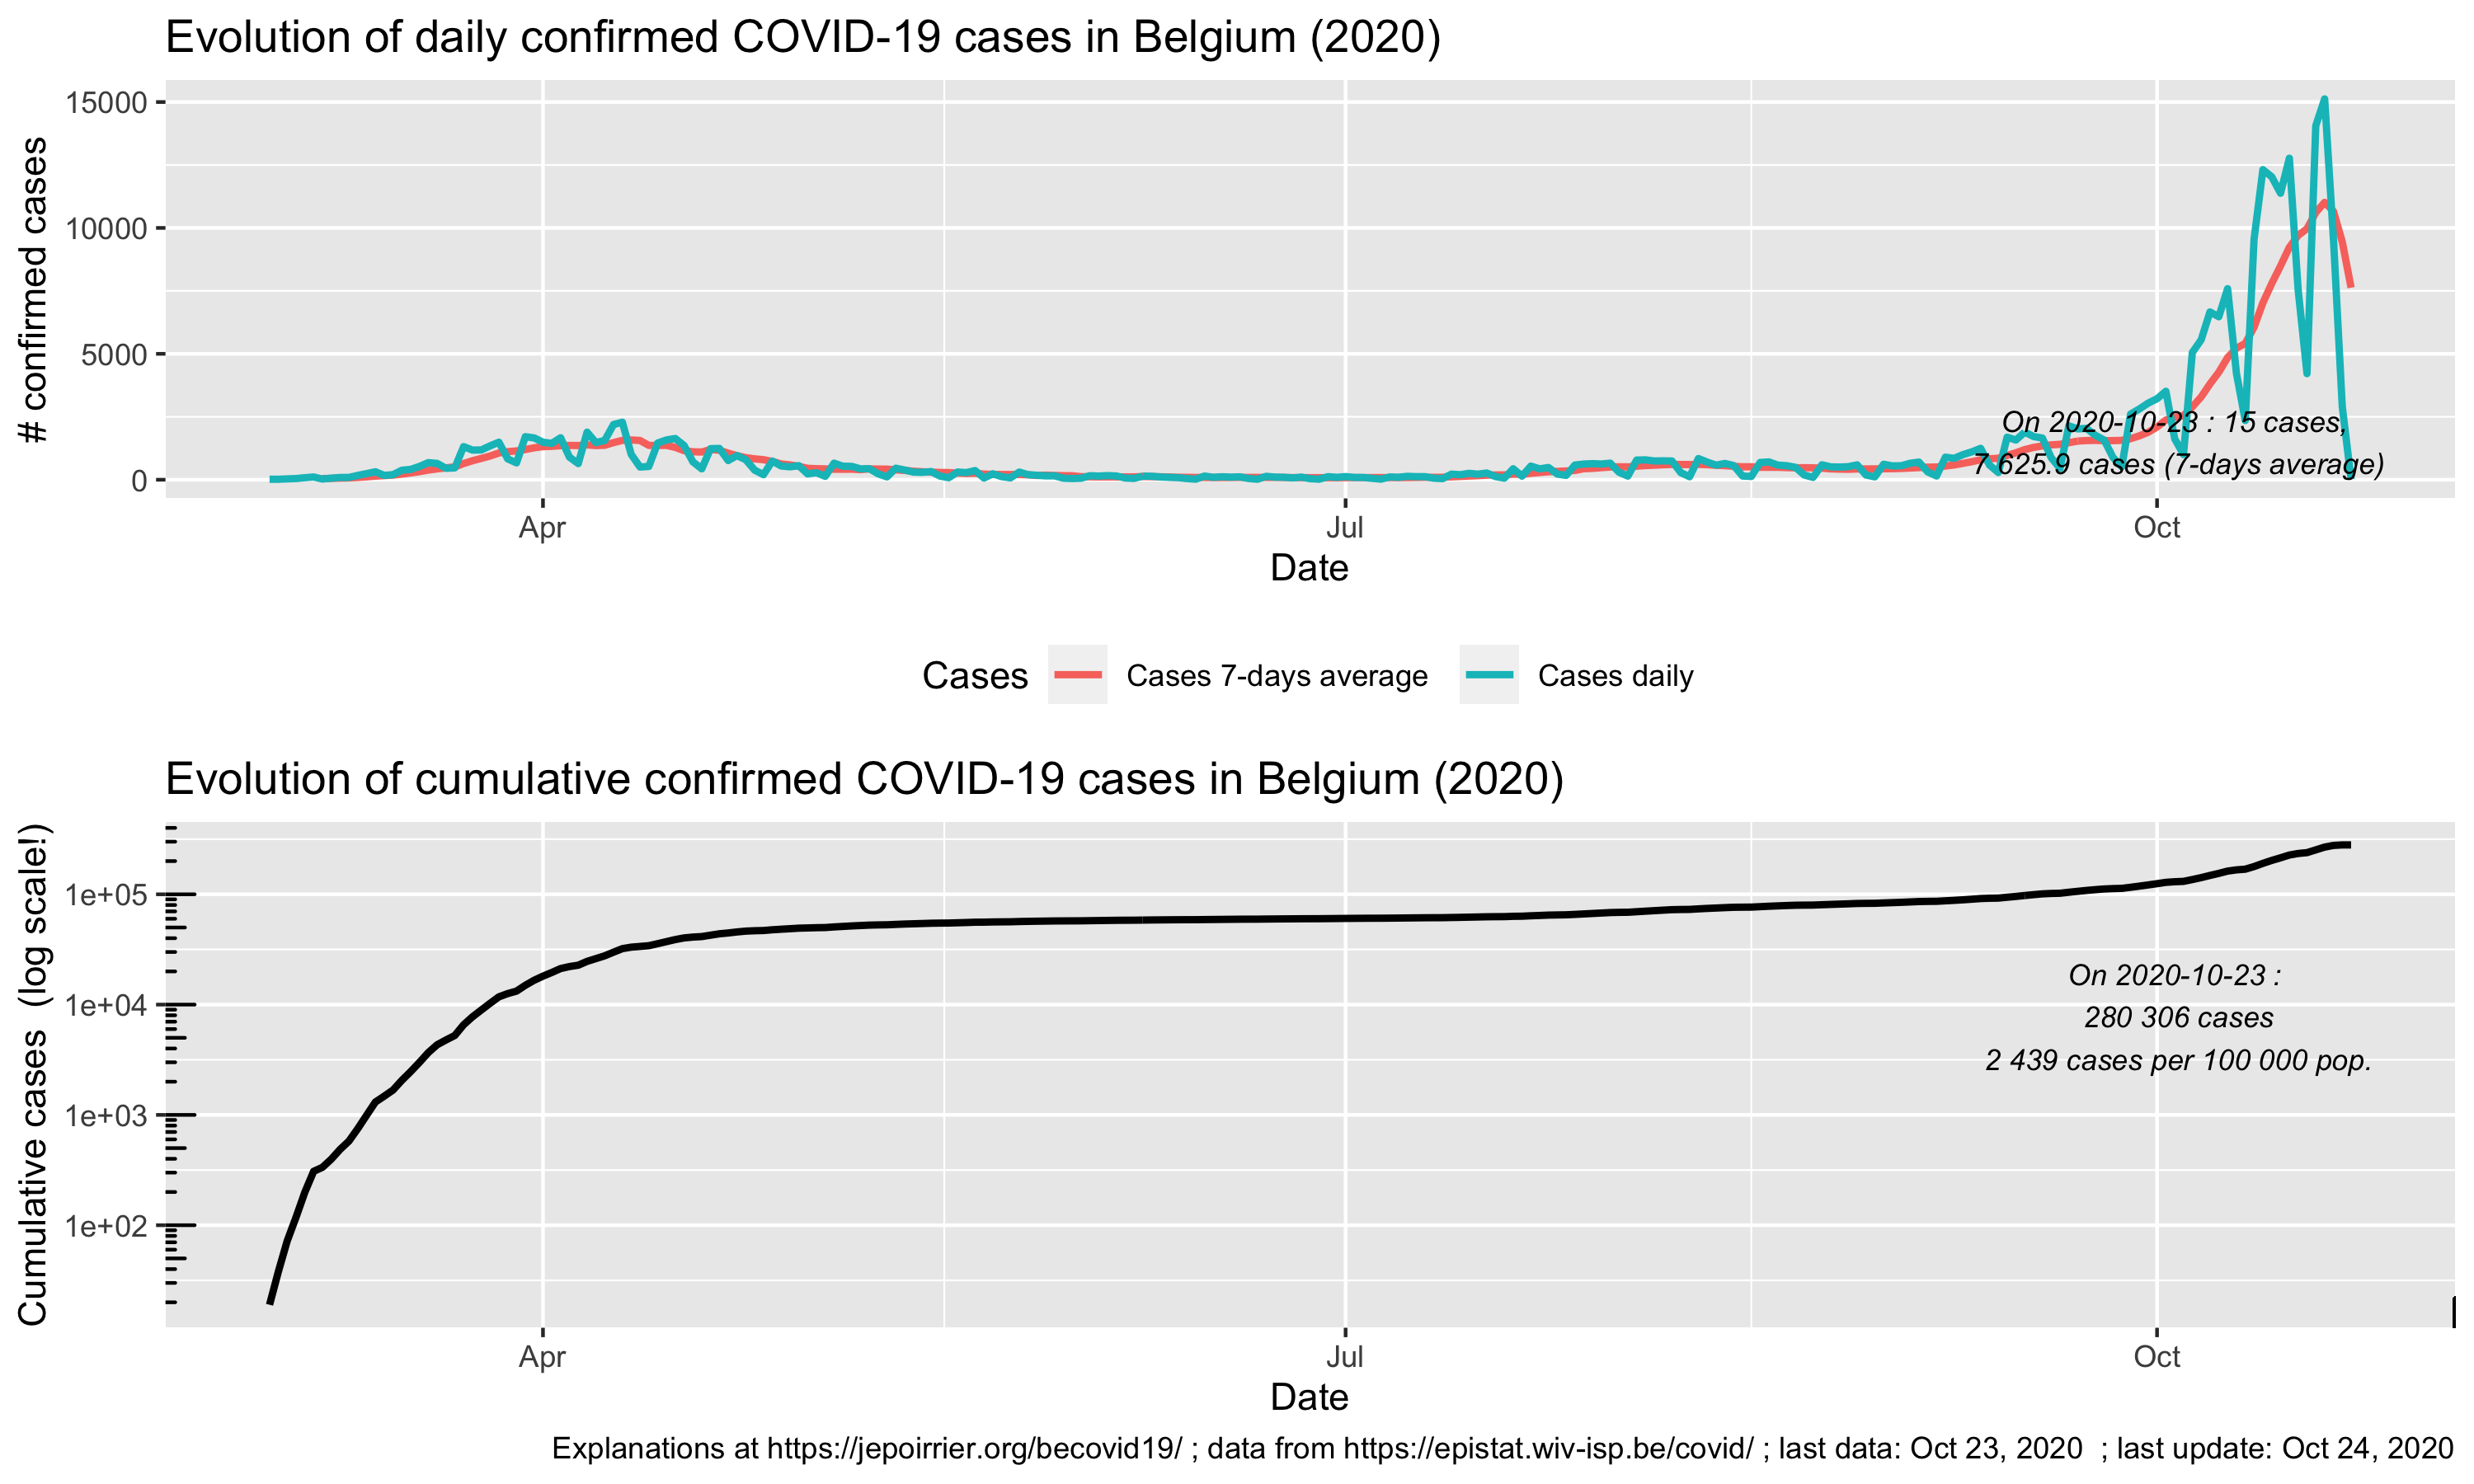 Evolution of daily confirmed COVID-19 cases in Belgium (2020)
# confirmed cases
15000
10000
5000
0
On 2020-10-23 : 15 cases,
7 625.9 cases (7-days average)
Apr
Jul
Oct
Date
Cases
Cases 7-days average
Cases daily
Evolution of cumulative confirmed COVID-19 cases in Belgium (2020)
Cumulative cases (log scale!)
1e+05
1e+04
1e+03
1e+02
On 2020-10-23 :
280 306 cases
2 439 cases per 100 000 pop.
Apr
Jul
Oct
Date
Explanations at https://jepoirrier.org/becovid19/ ; data from https://epistat.wiv-isp.be/covid/ ; last data: Oct 23, 2020 ; last update: Oct 24, 2020